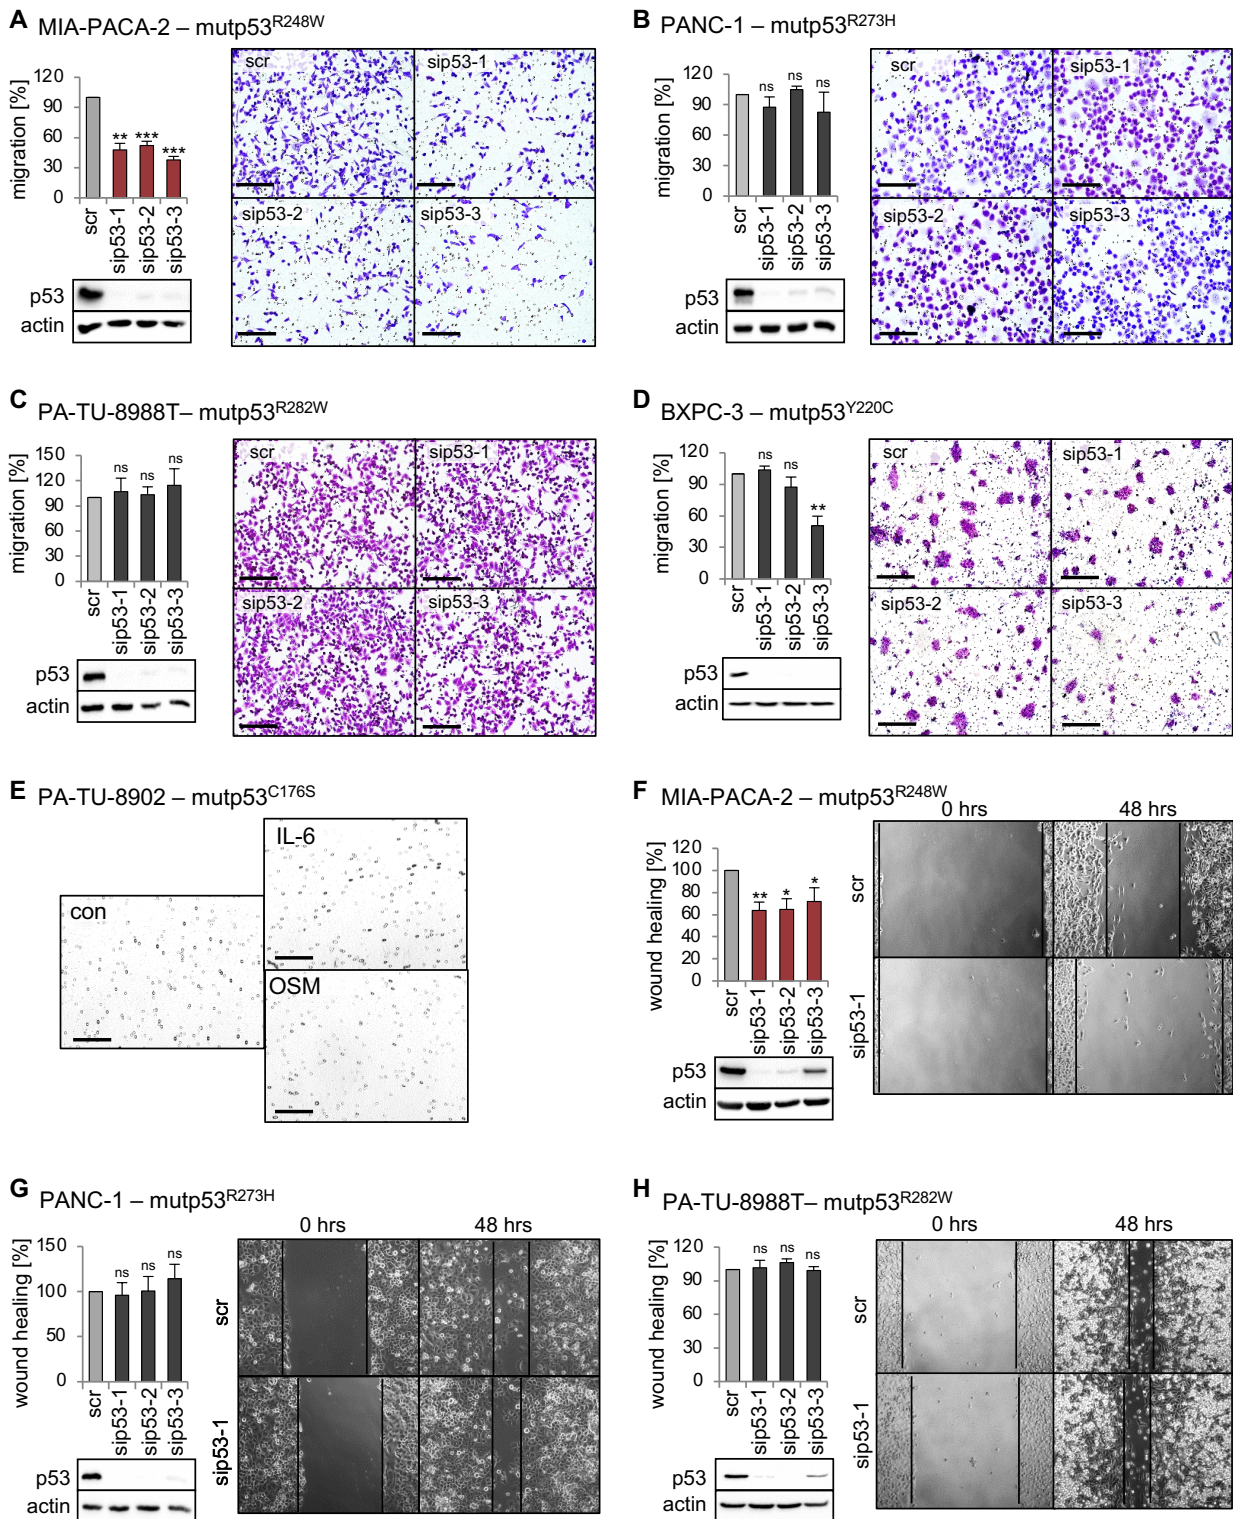 A MIA-PACA-2 – mutp53R248W
migration [%]
120
90
60
30
0
** *** ***
scr sip53-1 sip53-2 sip53-3
p53
actin
scr sip53-1
sip53-2 sip53-3
B PANC-1 – mutp53R273H
migration [%]
120
90
60
30
0
ns ns ns
scr sip53-1 sip53-2 sip53-3
p53
actin
scr sip53-1
sip53-2 sip53-3
C PA-TU-8988T– mutp53R282W
migration [%]
150
120
90
60
30
0
ns ns ns
scr sip53-1 sip53-2 sip53-3
p53
actin
scr sip53-1
sip53-2 sip53-3
D BXPC-3 – mutp53Y220C
migration [%]
120
90
60
30
0
ns ns **
scr sip53-1 sip53-2 sip53-3
p53
actin
scr sip53-1
sip53-2 sip53-3
E PA-TU-8902 – mutp53C176S
con
IL-6
OSM
F MIA-PACA-2 – mutp53R248W
0 hrs 48 hrs
wound healing [%]
120
100
80
60
40
20
0
** * *
scr sip53-1 sip53-2 sip53-3
p53
actin
scr
sip53-1
G PANC-1 – mutp53R273H
0 hrs 48 hrs
wound healing [%]
150
100
50
0
ns ns ns
scr sip53-1 sip53-2 sip53-3
p53
actin
scr
sip53-1
H PA-TU-8988T– mutp53R282W
0 hrs 48 hrs
wound healing [%]
120
90
60
30
0
ns ns ns
scr sip53-1 sip53-2 sip53-3
p53
actin
scr
sip53-1